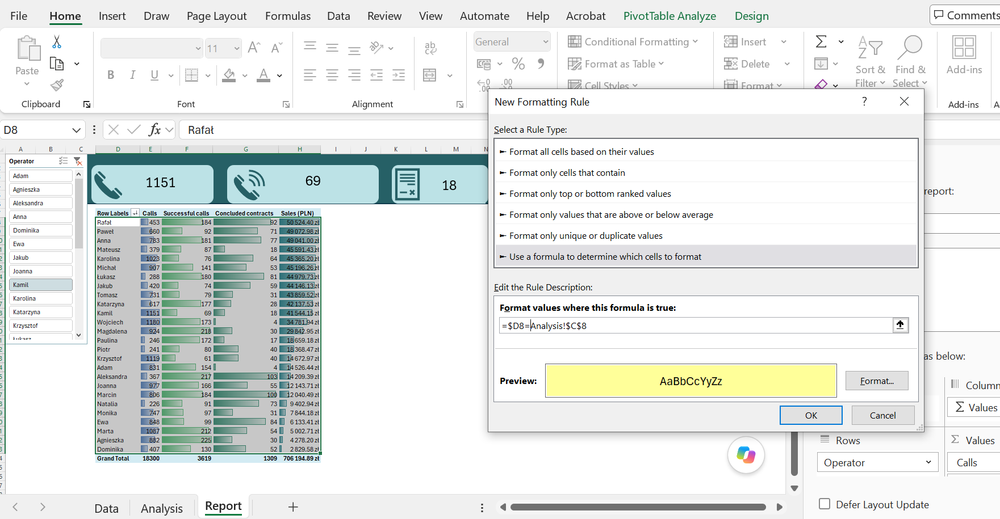 File Home Insert Draw Page Layout Formulas Data Review View Automate Help Acrobat PivotTable Analyze Design Comments
Paste
Clipboard
11
B I U
A
Font
ab
Alignment
General
%
Conditional Formatting
Format as Table
Cell Styles
Insert
Delete
Format
Sort & Filter
Find & Select
Add-ins
Add-ins
D8
fx
Rafał
A B C D E F G H I J K L M N
Operator
Adam
Agnieszka
Aleksandra
Anna
Dominika
Ewa
Jakub
Joanna
Kamil
Karolina
Katarzyna
Krzysztof
Łukasz
1151
69
18
Row Labels Calls Successful calls Concluded contracts Sales (PLN)
Rafał 453 184 92 50 524.40 zł
Paweł 660 92 71 49 072.98 zł
Anna 783 181 77 49 041.00 zł
Mateusz 379 87 18 45 591.43 zł
Karolina 1023 76 64 45 365.20 zł
Michał 907 141 53 45 196.26 zł
Łukasz 288 180 81 44 979.73 zł
Jakub 420 74 59 44 146.13 zł
Tomasz 731 79 31 43 859.52 zł
Katarzyna 617 177 28 42 137.53 zł
Kamil 1151 69 18 41 544.15 zł
Wojciech 1180 173 4 34 781.94 zł
Magdalena 924 218 30 29 842.95 zł
Paulina 246 172 17 18 659.18 zł
Piotr 241 80 40 18 368.47 zł
Krzysztof 1119 61 40 14 672.97 zł
Adam 831 154 4 14 526.44 zł
Aleksandra 367 217 103 14 209.39 zł
Joanna 977 166 55 12 143.71 zł
Marcin 806 184 100 12 040.49 zł
Natalia 226 91 73 9 402.94 zł
Monika 747 97 31 7 844.18 zł
Ewa 848 99 84 6 133.41 zł
Marta 1087 212 54 5 002.71 zł
Agnieszka 882 225 30 4 278.20 zł
Dominika 407 130 52 2 829.58 zł
Grand Total 18300 3619 1309 706 194.89 zł
New Formatting Rule ?
Select a Rule Type:
► Format all cells based on their values
► Format only cells that contain
► Format only top or bottom ranked values
► Format only values that are above or below average
► Format only unique or duplicate values
► Use a formula to determine which cells to format
Edit the Rule Description:
Format values where this formula is true:
=$D8=Analysis!$C$8
Preview:
AaBbCcYyZz
Format...
OK
Cancel
report:
as below:
Column
Σ Values
Rows
Σ Values
Operator
Calls
Defer Layout Update
Data Analysis Report +